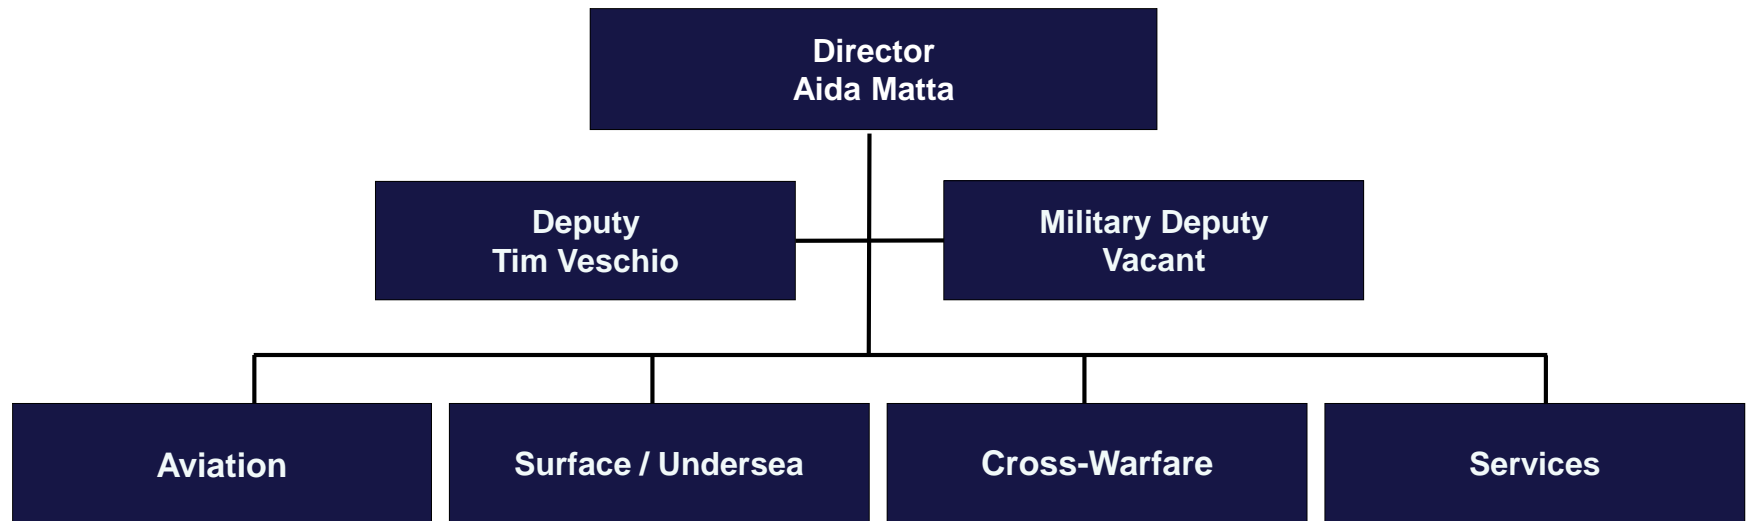 Director
Aida Matta
Deputy
Tim Veschio
Military Deputy
Vacant
Aviation
Surface / Undersea
Cross-Warfare
Services